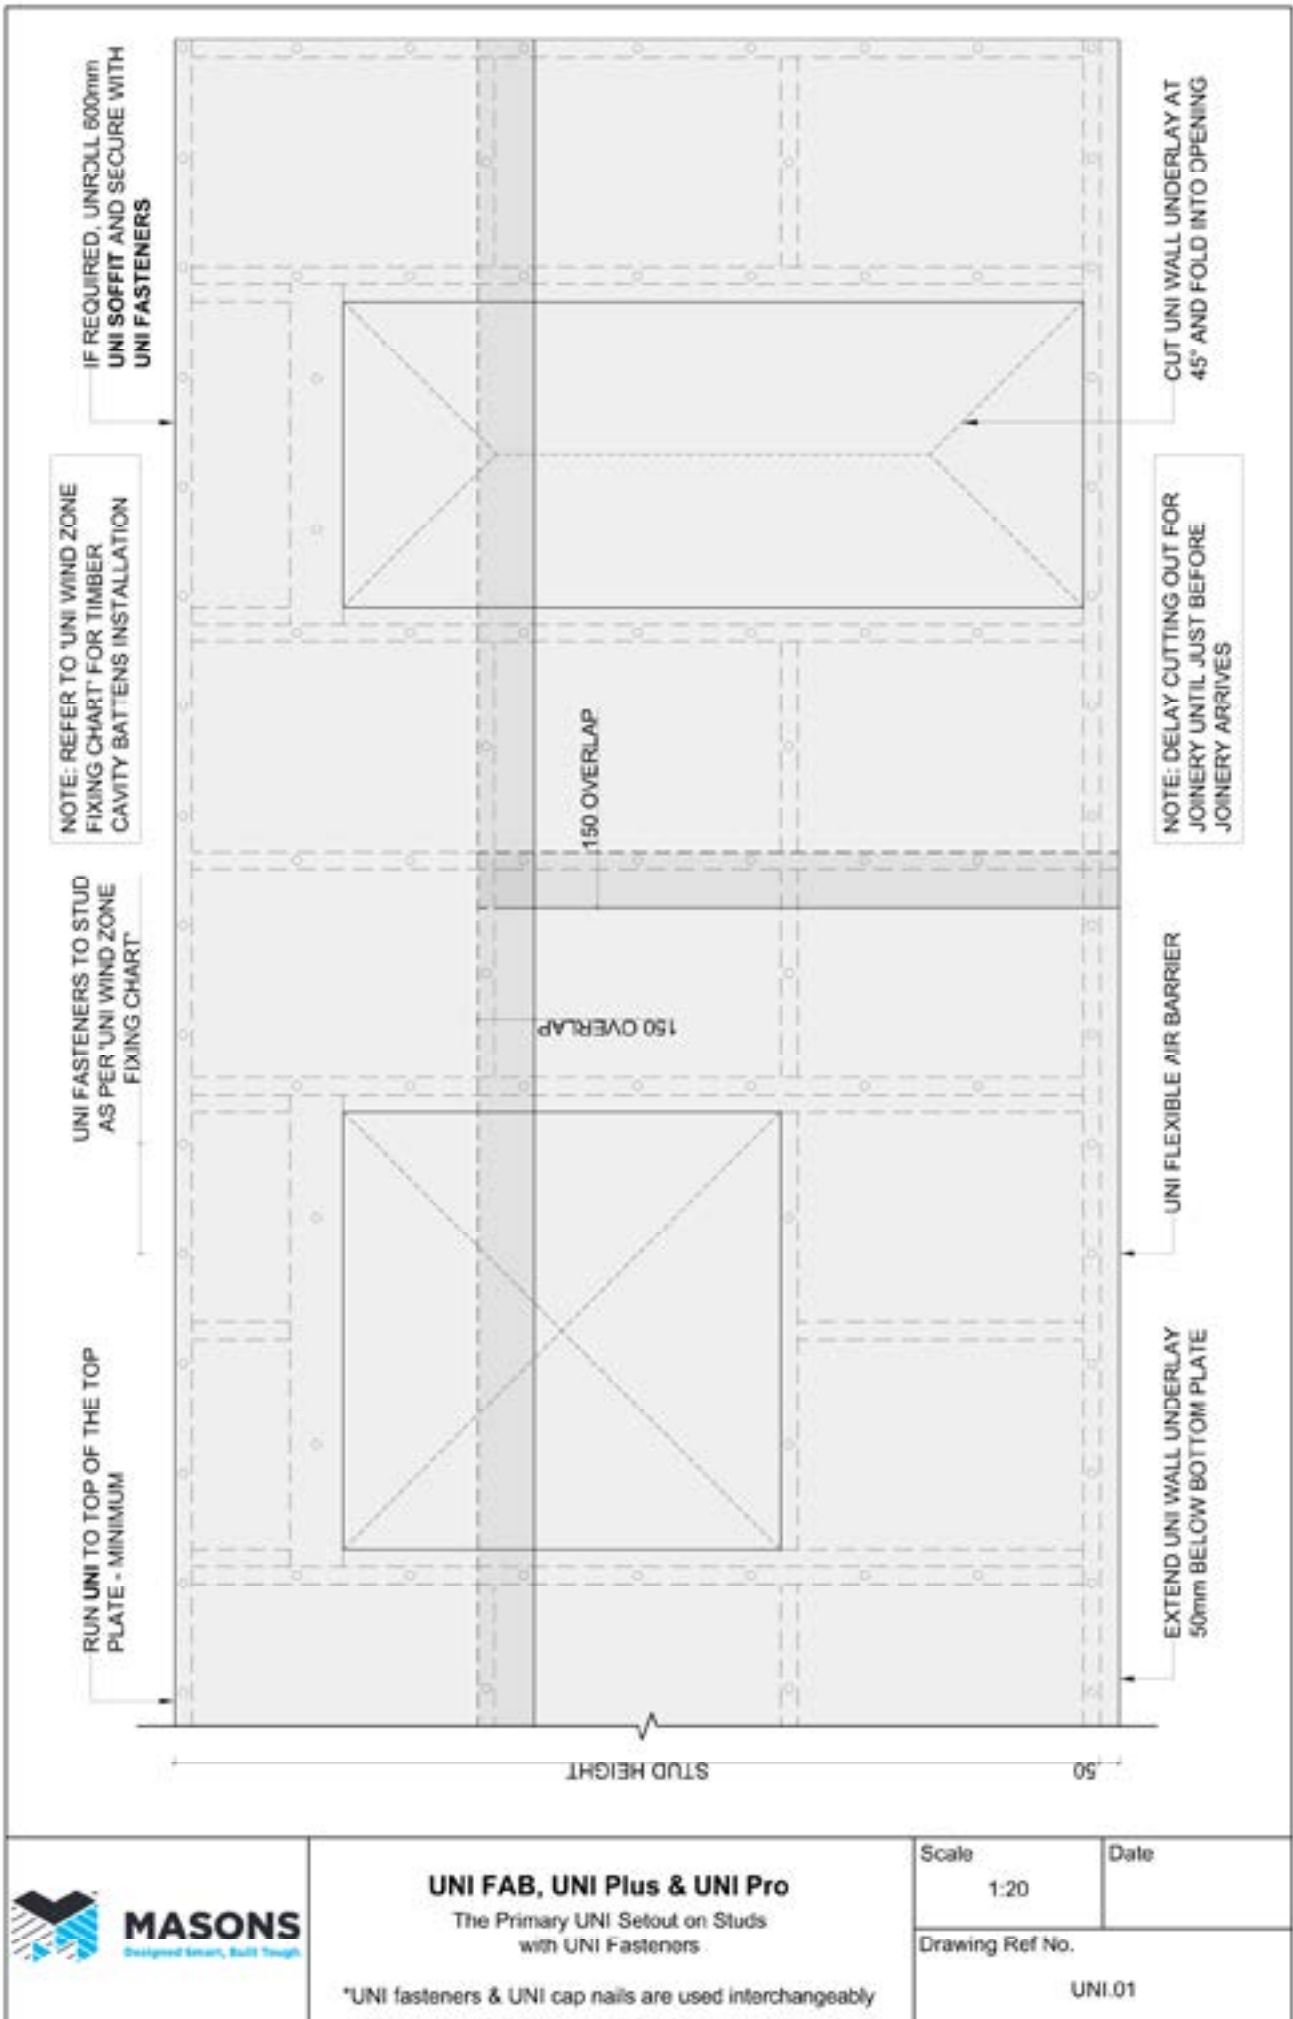 RUN UNI TO TOP OF THE TOP
PLATE - MINIMUM
UNI FASTENERS TO STUD
AS PER 'UNI WIND ZONE
FIXING CHART'
NOTE: REFER TO 'UNI WIND ZONE
FIXING CHART' FOR TIMBER
CAVITY BATTENS INSTALLATION
IF REQUIRED, UNROLL 600mm
UNI SOFFIT AND SECURE WITH
UNI FASTENERS
150 OVERLAP
150 OVERLAP
STUD HEIGHT
50
EXTEND UNI WALL UNDERLAY
50mm BELOW BOTTOM PLATE
UNI FLEXIBLE AIR BARRIER
NOTE: DELAY CUTTING OUT FOR
JOINERY UNTIL JUST BEFORE
JOINERY ARRIVES
CUT UNI WALL UNDERLAY AT
45° AND FOLD INTO OPENING
MASONS
Designed Smart, Built Tough
UNI FAB, UNI Plus & UNI Pro
The Primary UNI Setout on Studs
with UNI Fasteners
*UNI fasteners & UNI cap nails are used interchangeably
Scale
1:20
Date
Drawing Ref No.
UNI.01